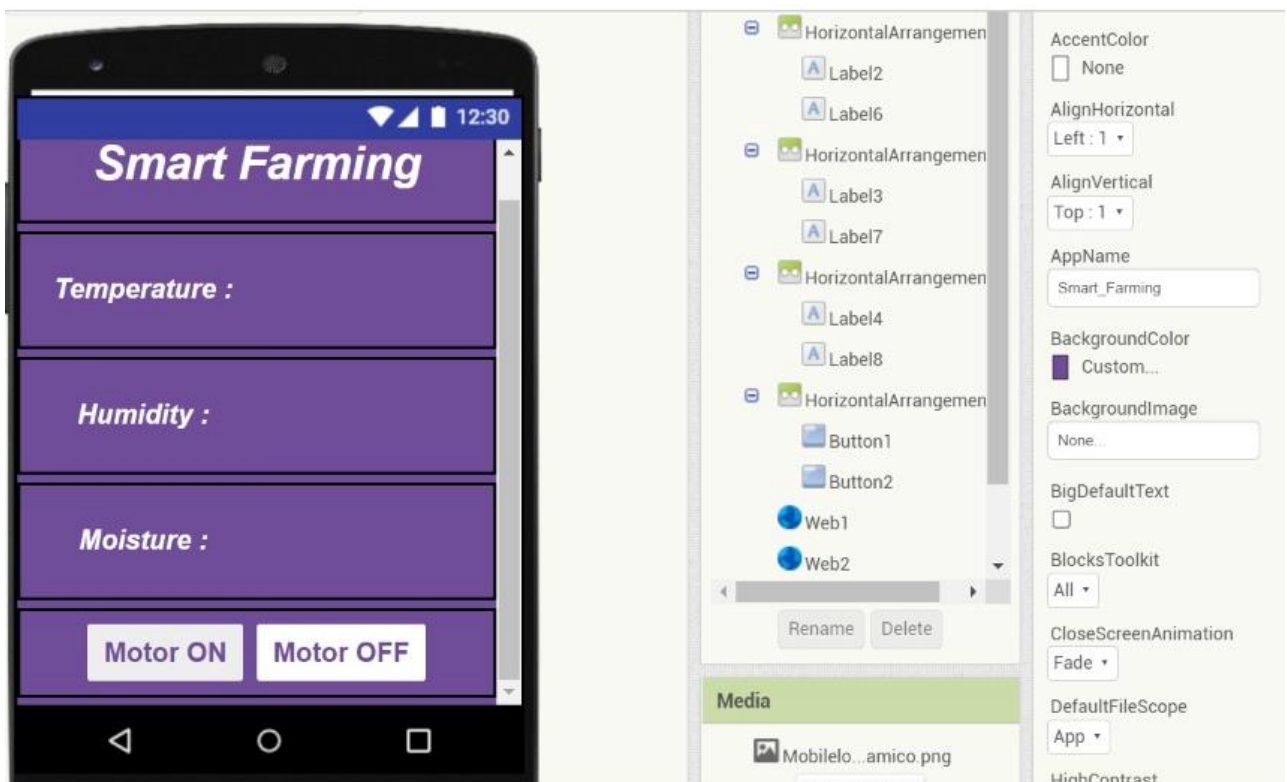 12:30
Smart Farming
Temperature :
Humidity :
Moisture :
Motor ON
Motor OFF
HorizontalArrangemen
Label2
Label6
HorizontalArrangemen
Label3
Label7
HorizontalArrangemen
Label4
Label8
HorizontalArrangemen
Button1
Button2
Web1
Web2
Rename
Delete
Media
Mobilelo...amico.png
AccentColor
None
AlignHorizontal
Left : 1
AlignVertical
Top : 1
AppName
Smart_Farming
BackgroundColor
Custom...
BackgroundImage
None...
BigDefaultText
BlocksToolkit
All
CloseScreenAnimation
Fade
DefaultFileScope
App
HighContrast